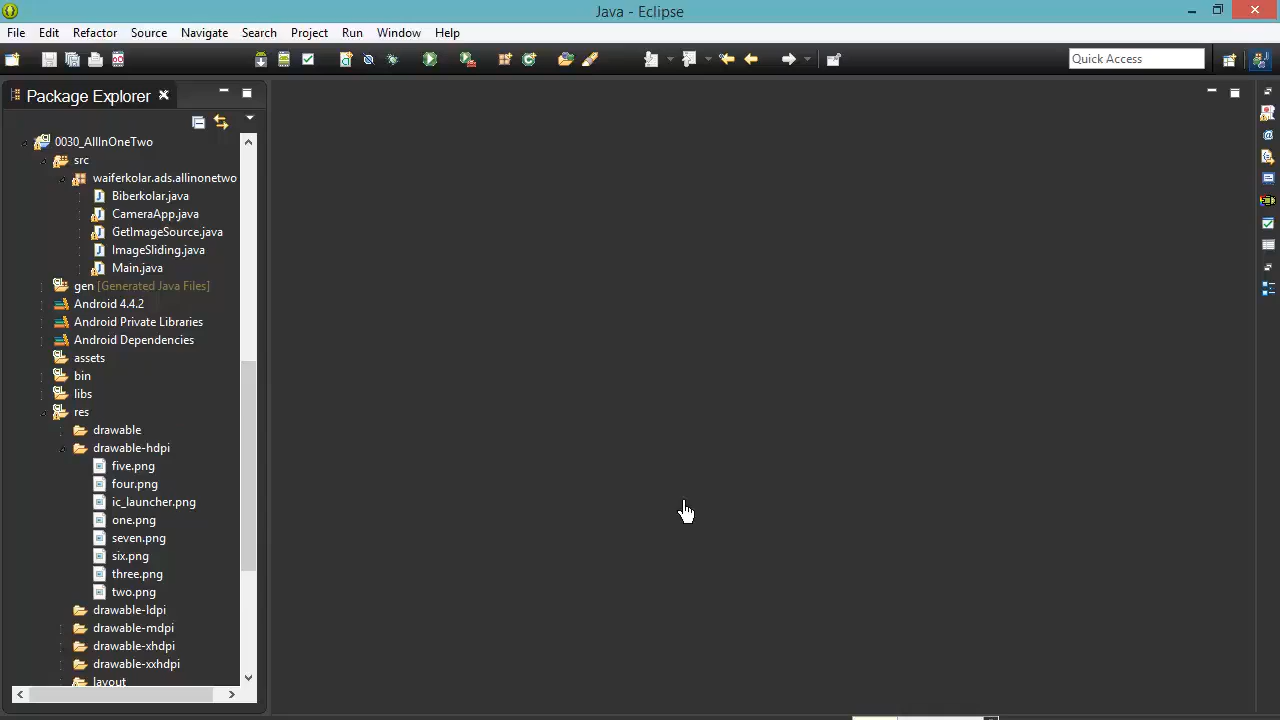 Java - Eclipse
File Edit Refactor Source Navigate Search Project Run Window Help
Quick Access
Package Explorer
0030_AllInOneTwo
src
waiferkolar.ads.allinonetwo
Biberkolar.java
CameraApp.java
GetImageSource.java
ImageSliding.java
Main.java
gen [Generated Java Files]
Android 4.4.2
Android Private Libraries
Android Dependencies
assets
bin
libs
res
drawable
drawable-hdpi
five.png
four.png
ic_launcher.png
one.png
seven.png
six.png
three.png
two.png
drawable-ldpi
drawable-mdpi
drawable-xhdpi
drawable-xxhdpi
layout